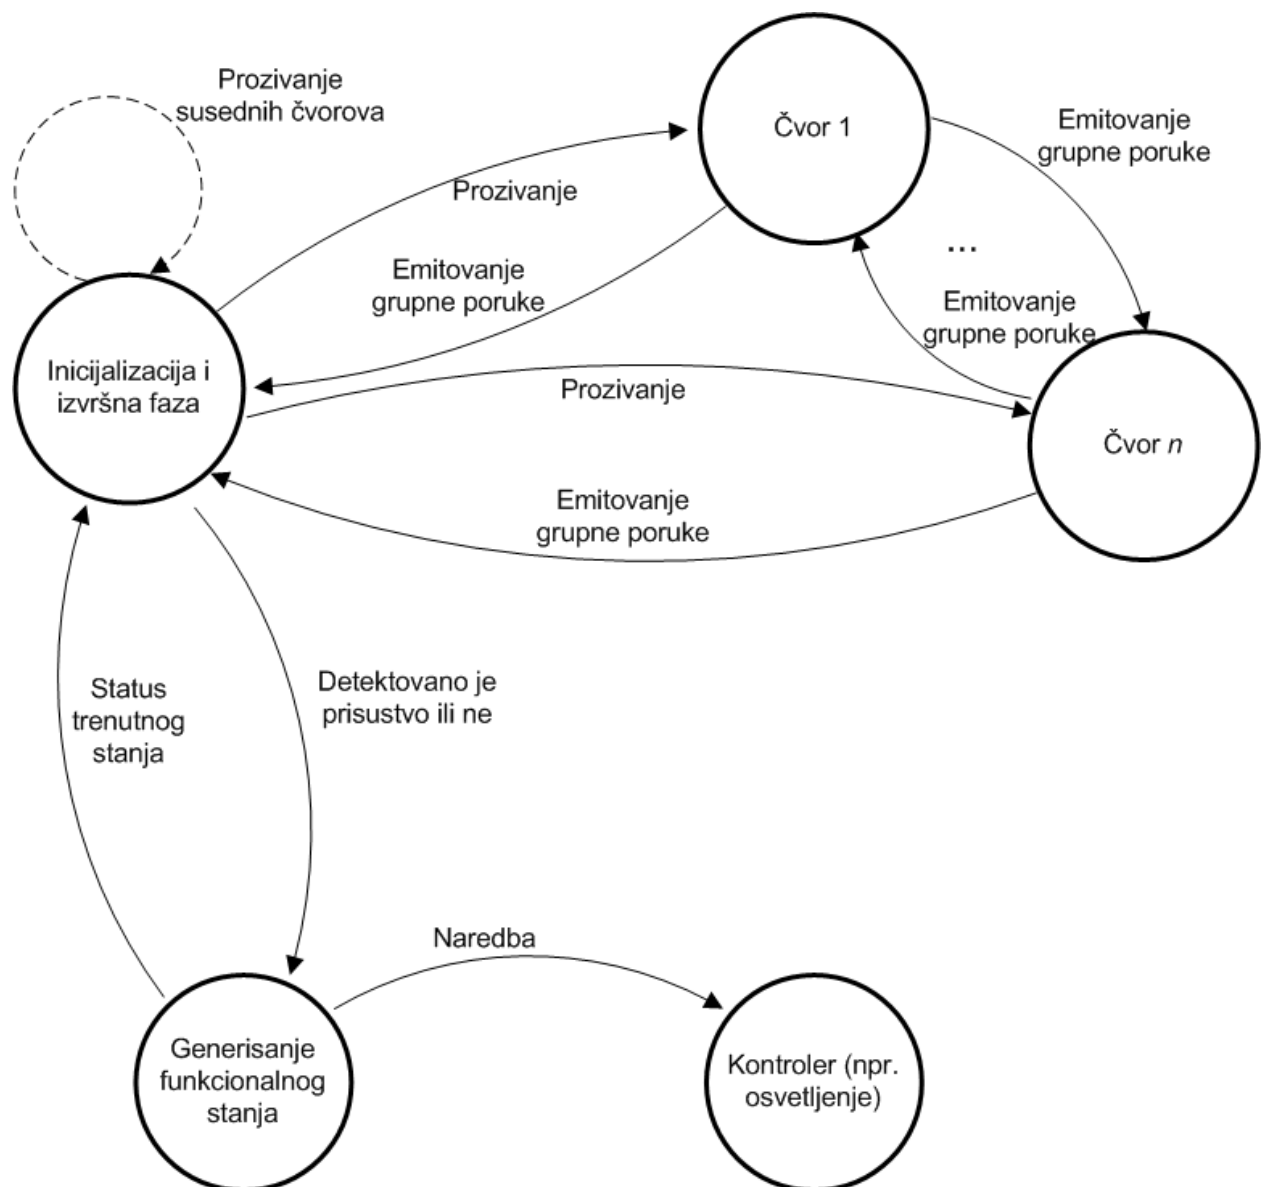 Prozivanje
susednih čvorova
Čvor 1
Emitovanje
grupne poruke
Prozivanje
...
Emitovanje
grupne poruke
Emitovanje
grupne poruke
Inicijalizacija i
izvršna faza
Prozivanje
Čvor n
Emitovanje
grupne poruke
Status
trenutnog
stanja
Detektovano je
prisustvo ili ne
Naredba
Generisanje
funkcionalnog
stanja
Kontroler (npr.
osvetljenje)